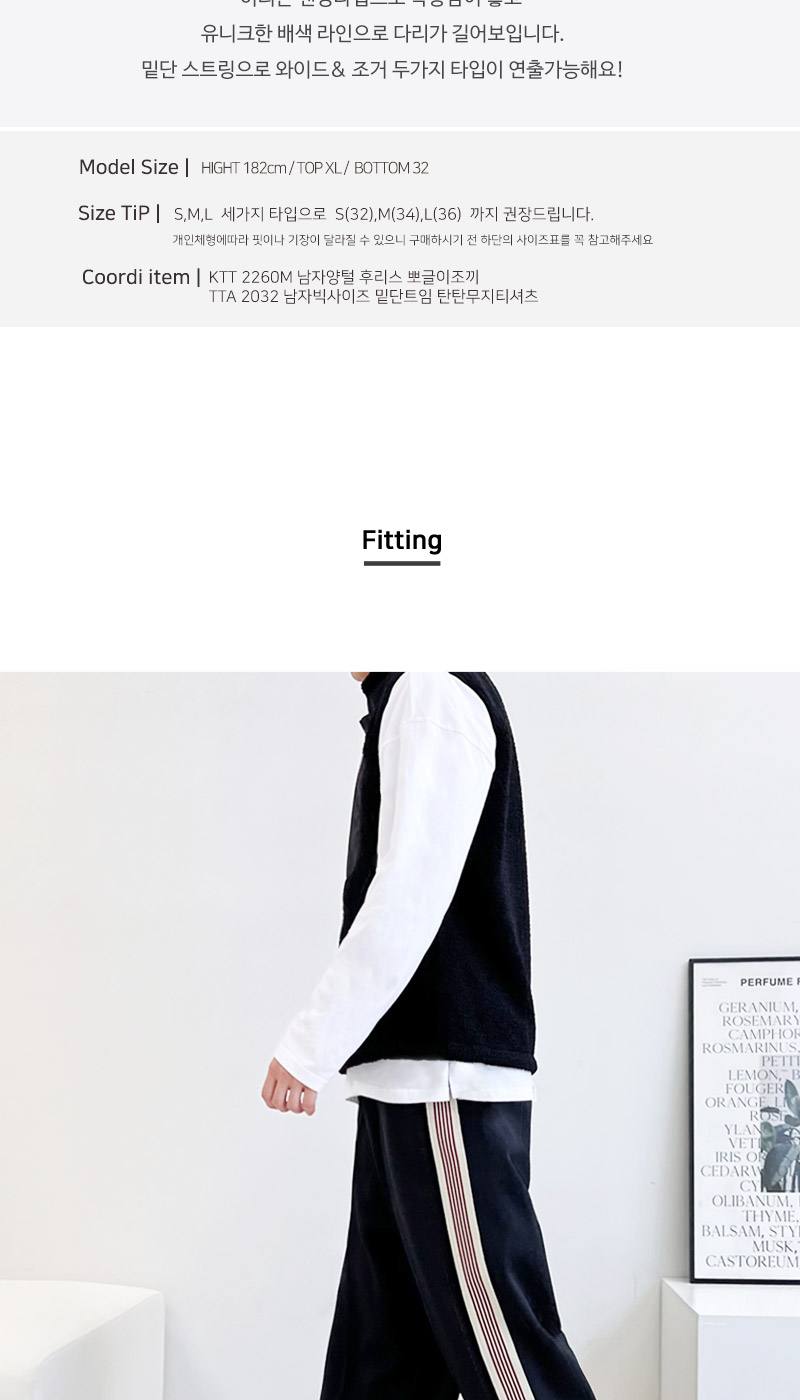 유니크한 배색 라인으로 다리가 길어보입니다.
밑단 스트링으로 와이드& 조거 두가지 타입이 연출가능해요!
Model Size | HIGHT 182cm / TOP XL / BOTTOM 32
Size TiP | S,M,L 세가지 타입으로 S(32),M(34),L(36) 까지 권장드립니다.
개인체형에따라 핏이나 기장이 달라질 수 있으니 구매하시기 전 하단의 사이즈표를 꼭 참고해주세요
Coordi item | KTT 2260M 남자양털 후리스 뽀글이조끼
TTA 2032 남자빅사이즈 밑단트임 탄탄무지티셔츠
Fitting
PERFUME
GERANIUM,
ROSEMARY
CAMPHOR
ROSMARINUS,
PETIT
LEMON, B
FOUGER
ORANGE, LI
ROSE
YLAN
VETI
IRIS OR
CEDARW
CY
OLIBANUM,
THYME,
BALSAM, STY
MUSK,
CASTOREUM